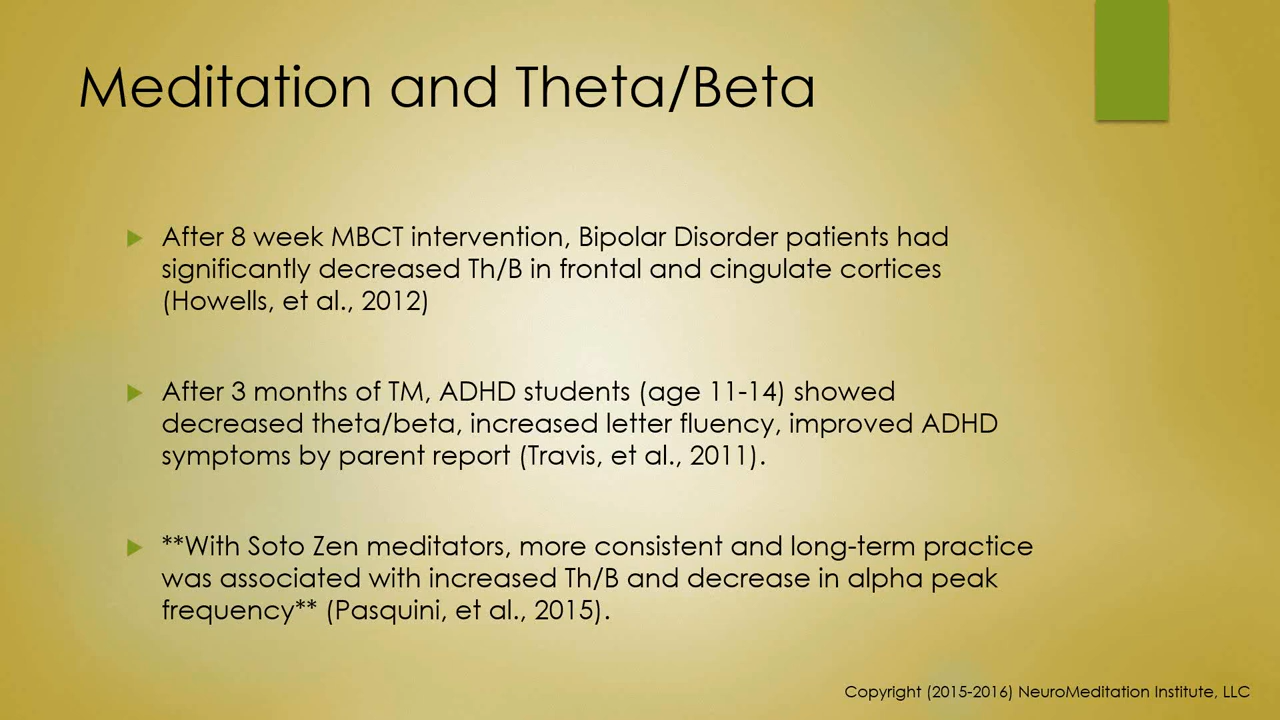 Meditation and Theta/Beta
After 8 week MBCT intervention, Bipolar Disorder patients had
significantly decreased Th/B in frontal and cingulate cortices
(Howells, et al., 2012)
After 3 months of TM, ADHD students (age 11-14) showed
decreased theta/beta, increased letter fluency, improved ADHD
symptoms by parent report (Travis, et al., 2011).
**With Soto Zen meditators, more consistent and long-term practice
was associated with increased Th/B and decrease in alpha peak
frequency** (Pasquini, et al., 2015).
Copyright (2015-2016) NeuroMeditation Institute, LLC